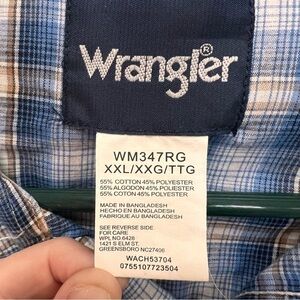 Wrangler®
WM347RG
XXL/XXG/TTG
55% COTTON 45% POLYESTER
55% ALGODON 45% POLIESTER
55% COTON 45% POLYESTER
MADE IN BANGLADESH
HECHO EN BANGLADESH
FABRIQUE AU BANGLADESH
SEE REVERSE SIDE
FOR CARE
WPL NO.6426
1421 S ELM ST.
GREENSBORO NC27406
WACH53704
0755107723504